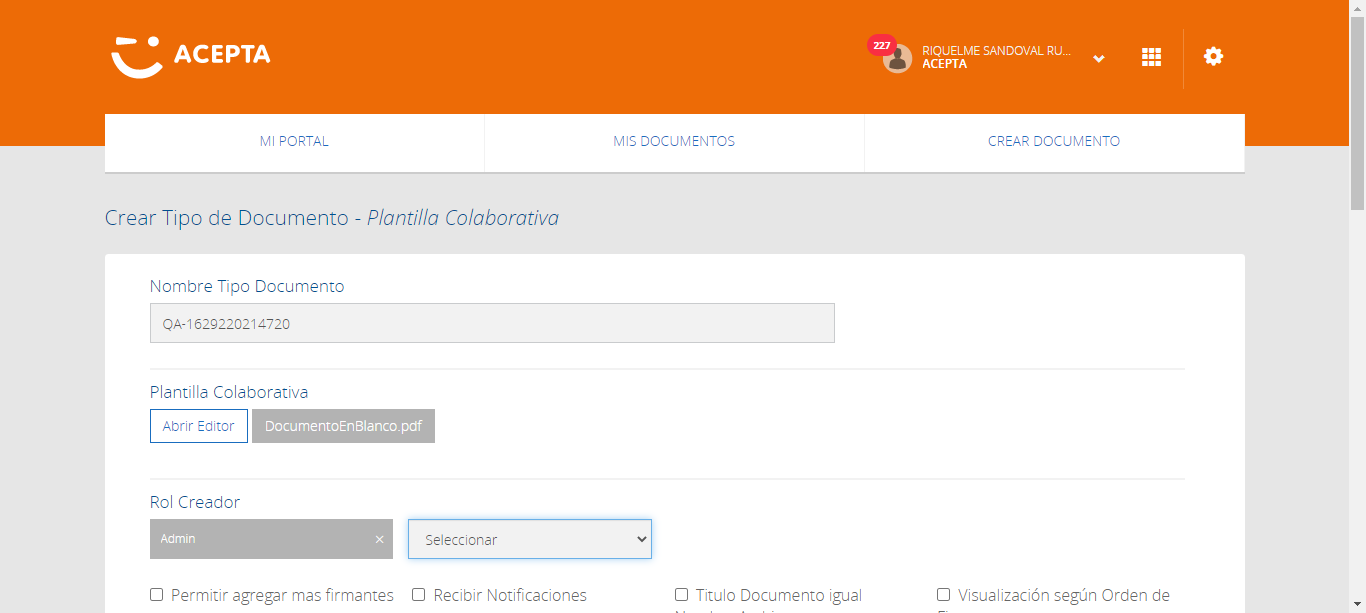 ACEPTA
227
RIQUELME SANDOVAL RU...
ACEPTA
MI PORTAL
MIS DOCUMENTOS
CREAR DOCUMENTO
Crear Tipo de Documento - Plantilla Colaborativa
Nombre Tipo Documento
QA-1629220214720
Plantilla Colaborativa
Abrir Editor
DocumentoEnBlanco.pdf
Rol Creador
Admin ×
Seleccionar
Permitir agregar mas firmantes
Recibir Notificaciones
Titulo Documento igual
Visualización según Orden de